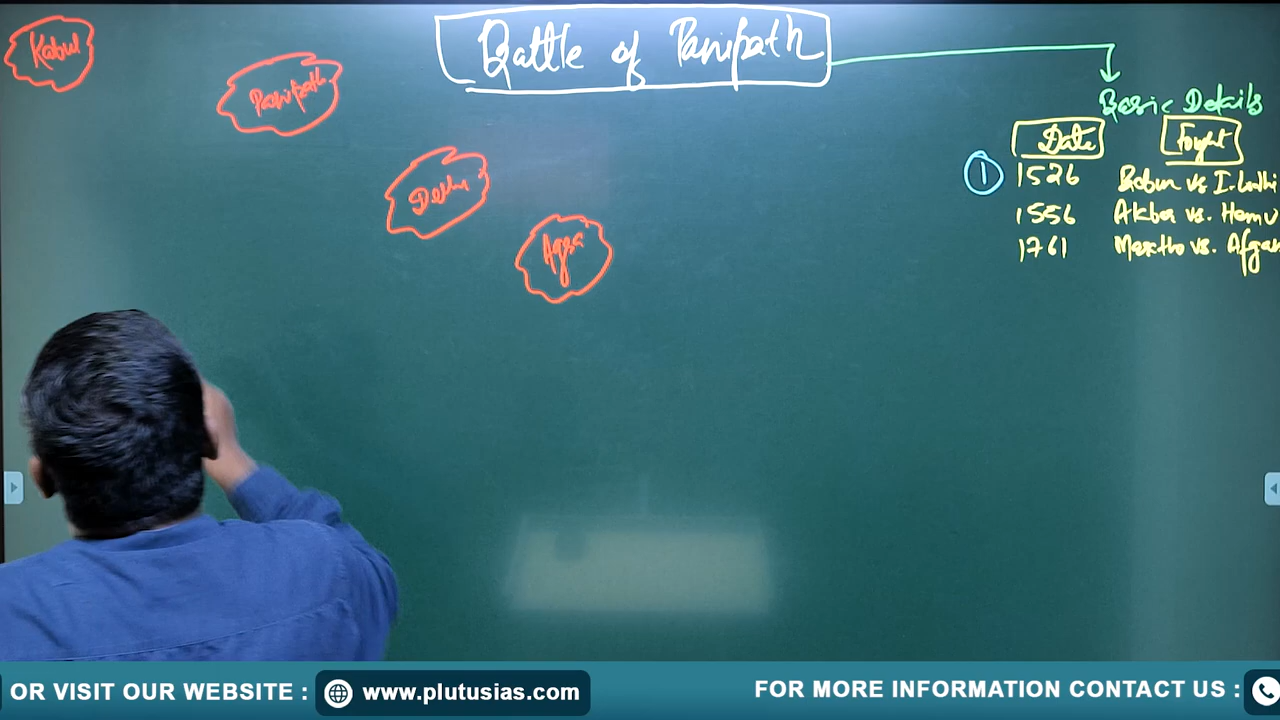 Battle of Panipath
Kabul
Panipath
Delhi
Agra
Basic Details
Date Fought
1 1526 Babur vs I. Lodhi
1556 Akbar vs. Hemu
1761 Maratha vs. Afgan
OR VISIT OUR WEBSITE : www.plutusias.com
FOR MORE INFORMATION CONTACT US :